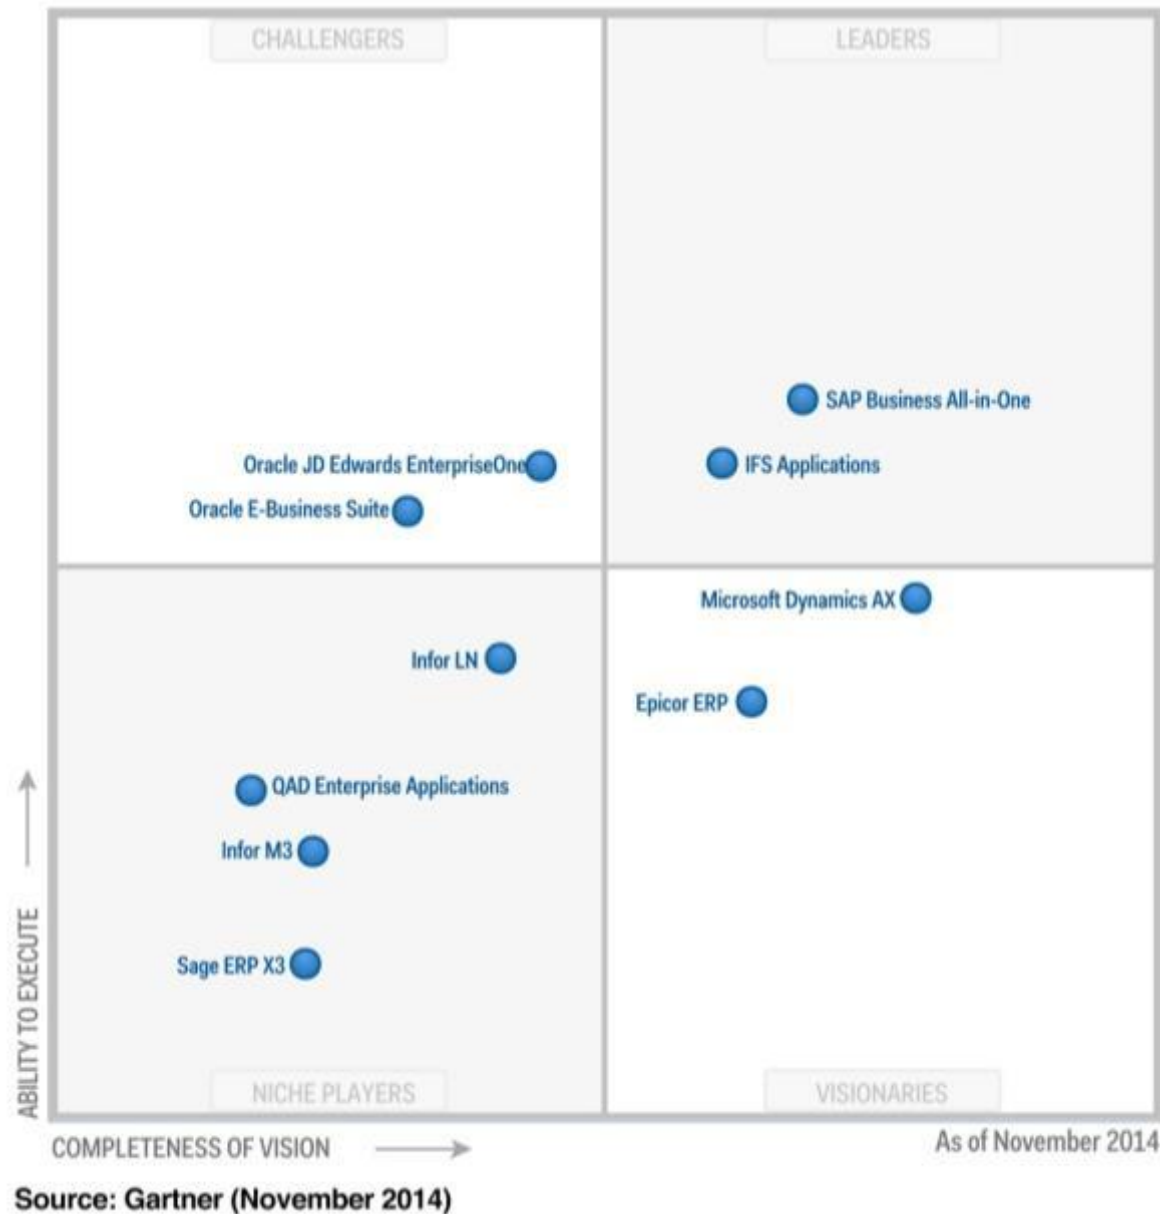 CHALLENGERS
LEADERS
SAP Business All-in-One
Oracle JD Edwards EnterpriseOne
IFS Applications
Oracle E-Business Suite
Microsoft Dynamics AX
Infor LN
Epicor ERP
QAD Enterprise Applications
Infor M3
Sage ERP X3
ABILITY TO EXECUTE
NICHE PLAYERS
VISIONARIES
COMPLETENESS OF VISION
As of November 2014
Source: Gartner (November 2014)